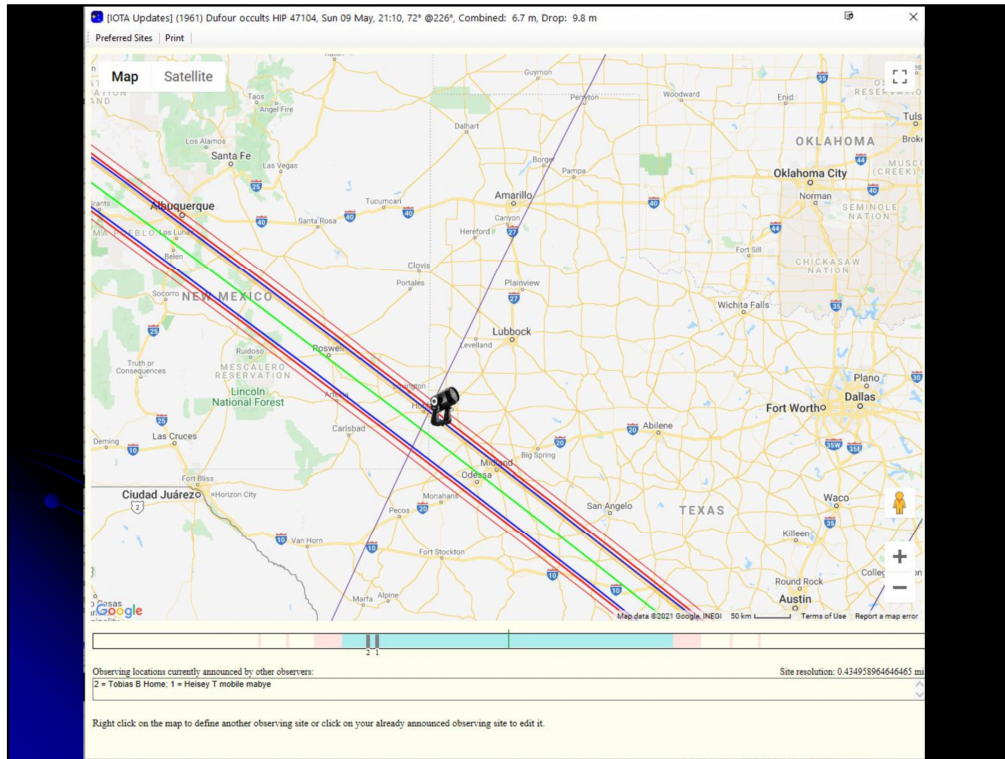 [IOTA Updates] (1961) Dufour occults HIP 47104, Sun 09 May, 21:10, 72° @226°, Combined: 6.7 m, Drop: 9.8 m
Preferred Sites Print
Map Satellite
Guymon
Perryton
Woodward
Enid
Taos
Angel Fire
Dalhart
Los Alamos
Santa Fe
Las Vegas
Borger
Pampa
OKLAHOMA
Oklahoma City
Norman
SEMINOLE
NATION
Grants
Albuquerque
Los Lunas
Belen
Santa Rosa
Tucumcari
Amarillo
Canyon
Hereford
Fort Sill
CHICKASAW
NATION
Clovis
Portales
Plainview
Socorro
NEW MEXICO
Wichita Falls
Lubbock
Levelland
Roswell
Ruidoso
MESCALERO
RESERVATION
Truth or
Consequences
Lincoln
National Forest
Plano
Dallas
Fort Worth
Carlsbad
Abilene
Deming
Las Cruces
Big Spring
Midland
Odessa
Fort Bliss
Ciudad Juárez
Horizon City
Monahans
Pecos
San Angelo
TEXAS
Waco
Killeen
Van Horn
Fort Stockton
Marfa Alpine
Round Rock
Austin
Google
Map data ©2021 Google, INEGI 50 km Terms of Use Report a map error
2 1
Observing locations currently announced by other observers:
Site resolution: 0.434958964646465 mi
2 = Tobias B Home; 1 = Heisey T mobile mabye
Right click on the map to define another observing site or click on your already announced observing site to edit it.